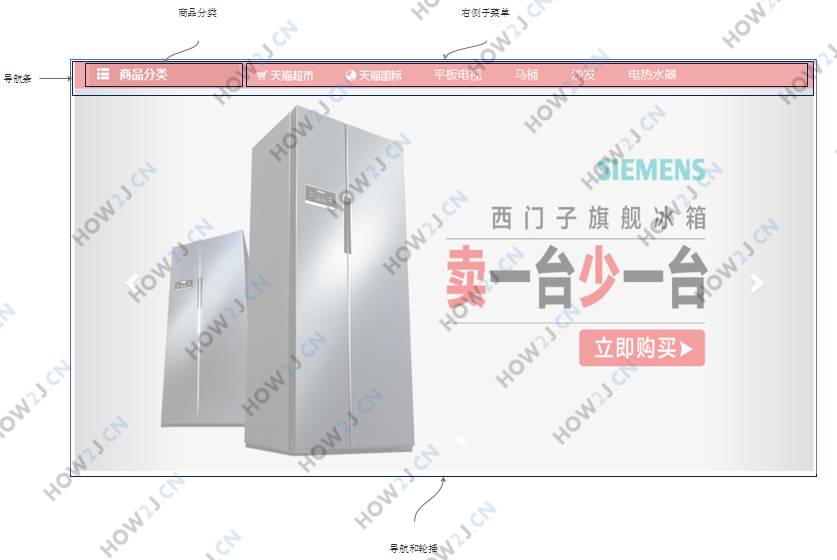 商品分类
右侧子菜单
导航条
商品分类 天猫超市 天猫国际 平板电视 马桶 沙发 电热水器
SIEMENS
西门子旗舰冰箱
卖一台少一台
立即购买
导航和轮播
HOW2J.CN